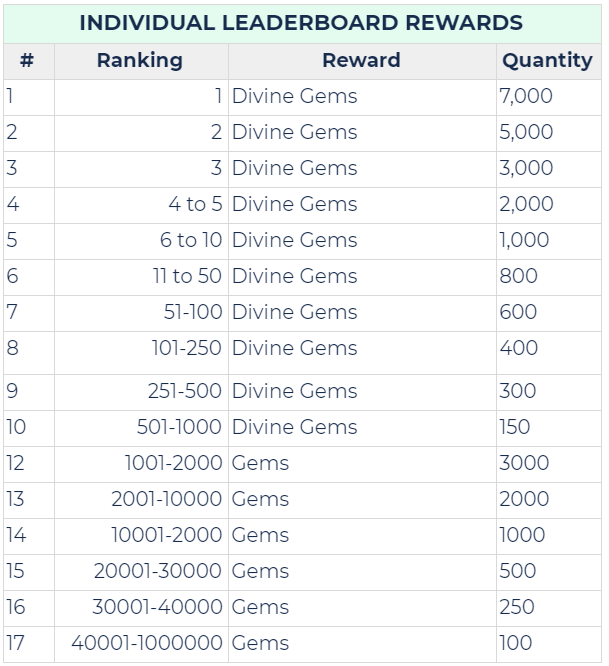 INDIVIDUAL LEADERBOARD REWARDS
# Ranking Reward Quantity
1 1 Divine Gems 7,000
2 2 Divine Gems 5,000
3 3 Divine Gems 3,000
4 4 to 5 Divine Gems 2,000
5 6 to 10 Divine Gems 1,000
6 11 to 50 Divine Gems 800
7 51-100 Divine Gems 600
8 101-250 Divine Gems 400
9 251-500 Divine Gems 300
10 501-1000 Divine Gems 150
12 1001-2000 Gems 3000
13 2001-10000 Gems 2000
14 10001-2000 Gems 1000
15 20001-30000 Gems 500
16 30001-40000 Gems 250
17 40001-1000000 Gems 100